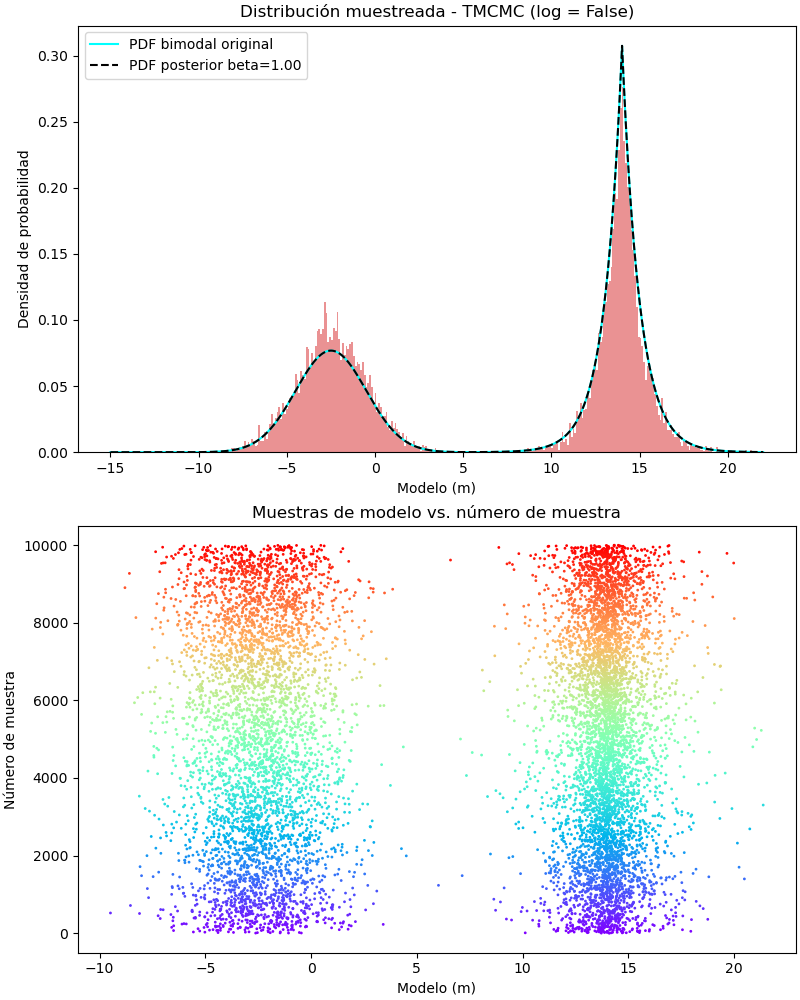 Distribución muestreada - TMCMC (log = False)
PDF bimodal original
PDF posterior beta=1.00
Densidad de probabilidad
0.30
0.25
0.20
0.15
0.10
0.05
0.00
−15 −10 −5 0 5 10 15 20
Modelo (m)
Muestras de modelo vs. número de muestra
Número de muestra
10000
8000
6000
4000
2000
0
−10 −5 0 5 10 15 20
Modelo (m)